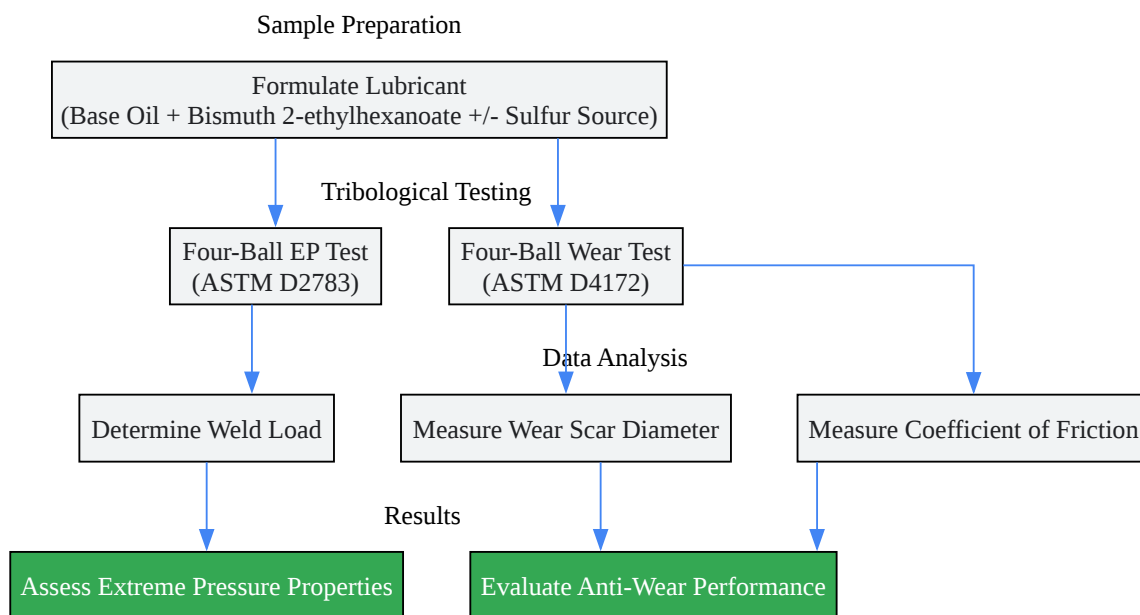 Sample Preparation
Formulate Lubricant
(Base Oil + Bismuth 2-ethylhexanoate +/- Sulfur Source)
Tribological Testing
Four-Ball EP Test
(ASTM D2783)
Four-Ball Wear Test
(ASTM D4172)
Data Analysis
Determine Weld Load
Measure Wear Scar Diameter
Measure Coefficient of Friction
Results
Assess Extreme Pressure Properties
Evaluate Anti-Wear Performance